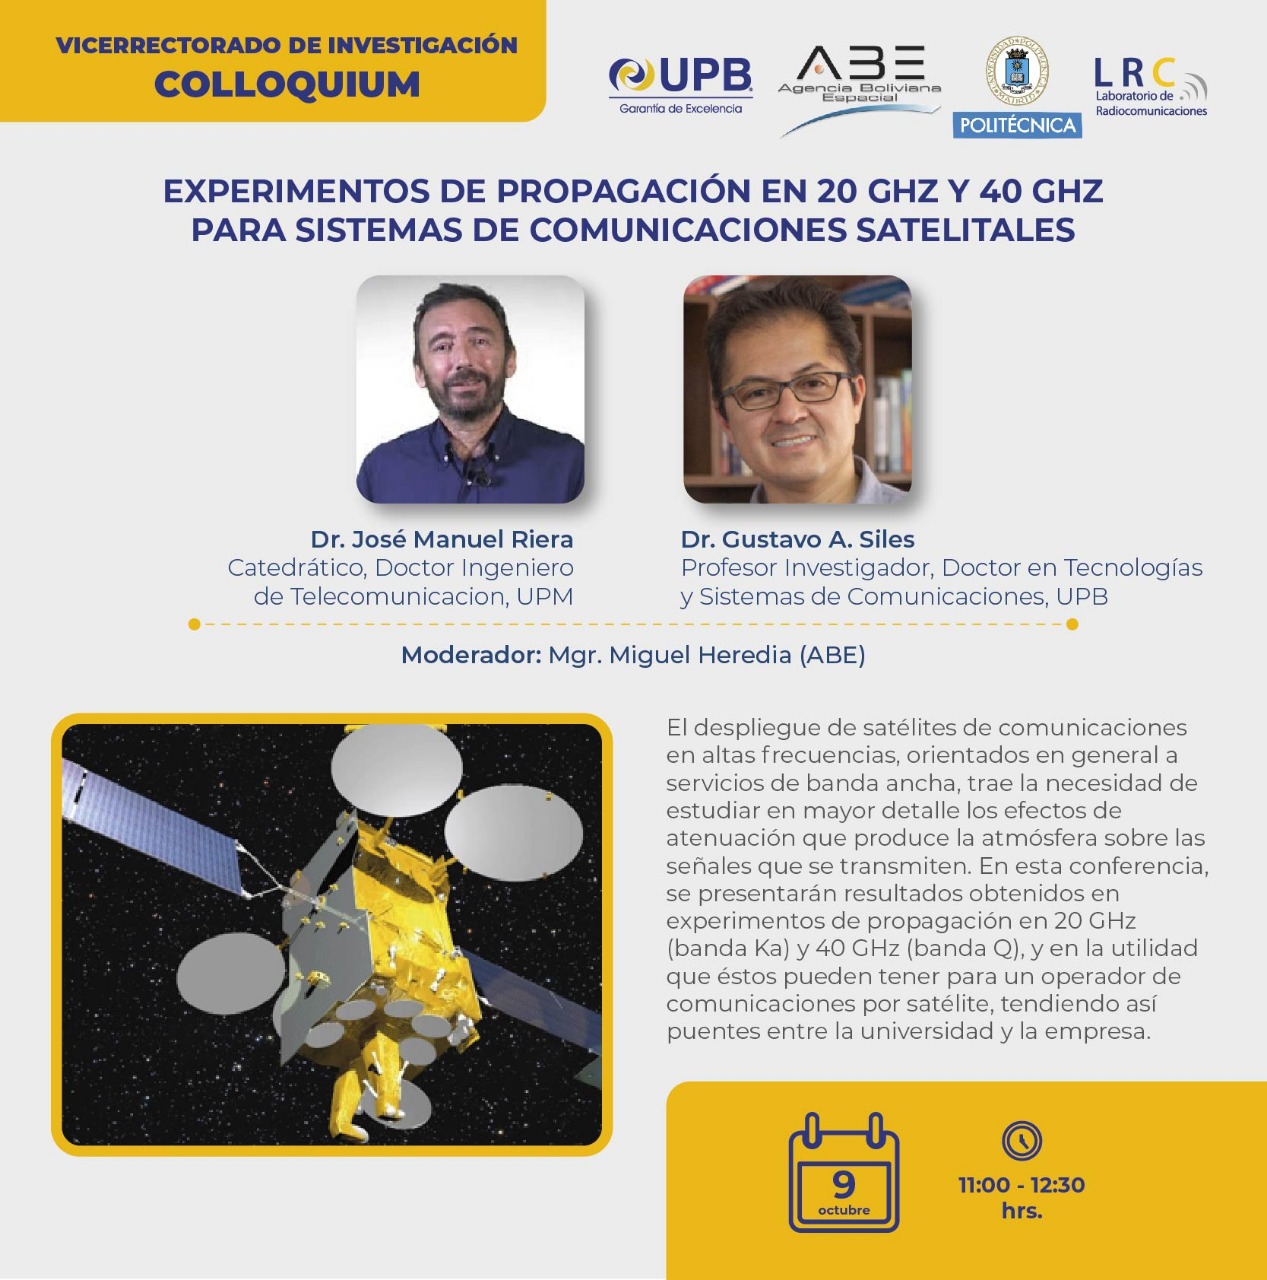 VICERRECTORADO DE INVESTIGACIÓN
COLLOQUIUM
UPB
Garantía de Excelencia
ABE
Agencia Boliviana
Espacial
UNIVERSIDAD POLITÉCNICA
MADRID
POLITÉCNICA
LRC
Laboratorio de
Radiocomunicaciones
EXPERIMENTOS DE PROPAGACIÓN EN 20 GHZ Y 40 GHZ
PARA SISTEMAS DE COMUNICACIONES SATELITALES
Dr. José Manuel Riera
Catedrático, Doctor Ingeniero
de Telecomunicacion, UPM
Dr. Gustavo A. Siles
Profesor Investigador, Doctor en Tecnologías
y Sistemas de Comunicaciones, UPB
Moderador: Mgr. Miguel Heredia (ABE)
El despliegue de satélites de comunicaciones
en altas frecuencias, orientados en general a
servicios de banda ancha, trae la necesidad de
estudiar en mayor detalle los efectos de
atenuación que produce la atmósfera sobre las
señales que se transmiten. En esta conferencia,
se presentarán resultados obtenidos en
experimentos de propagación en 20 GHz
(banda Ka) y 40 GHz (banda Q), y en la utilidad
que éstos pueden tener para un operador de
comunicaciones por satélite, tendiendo así
puentes entre la universidad y la empresa.
9
octubre
11:00 - 12:30
hrs.